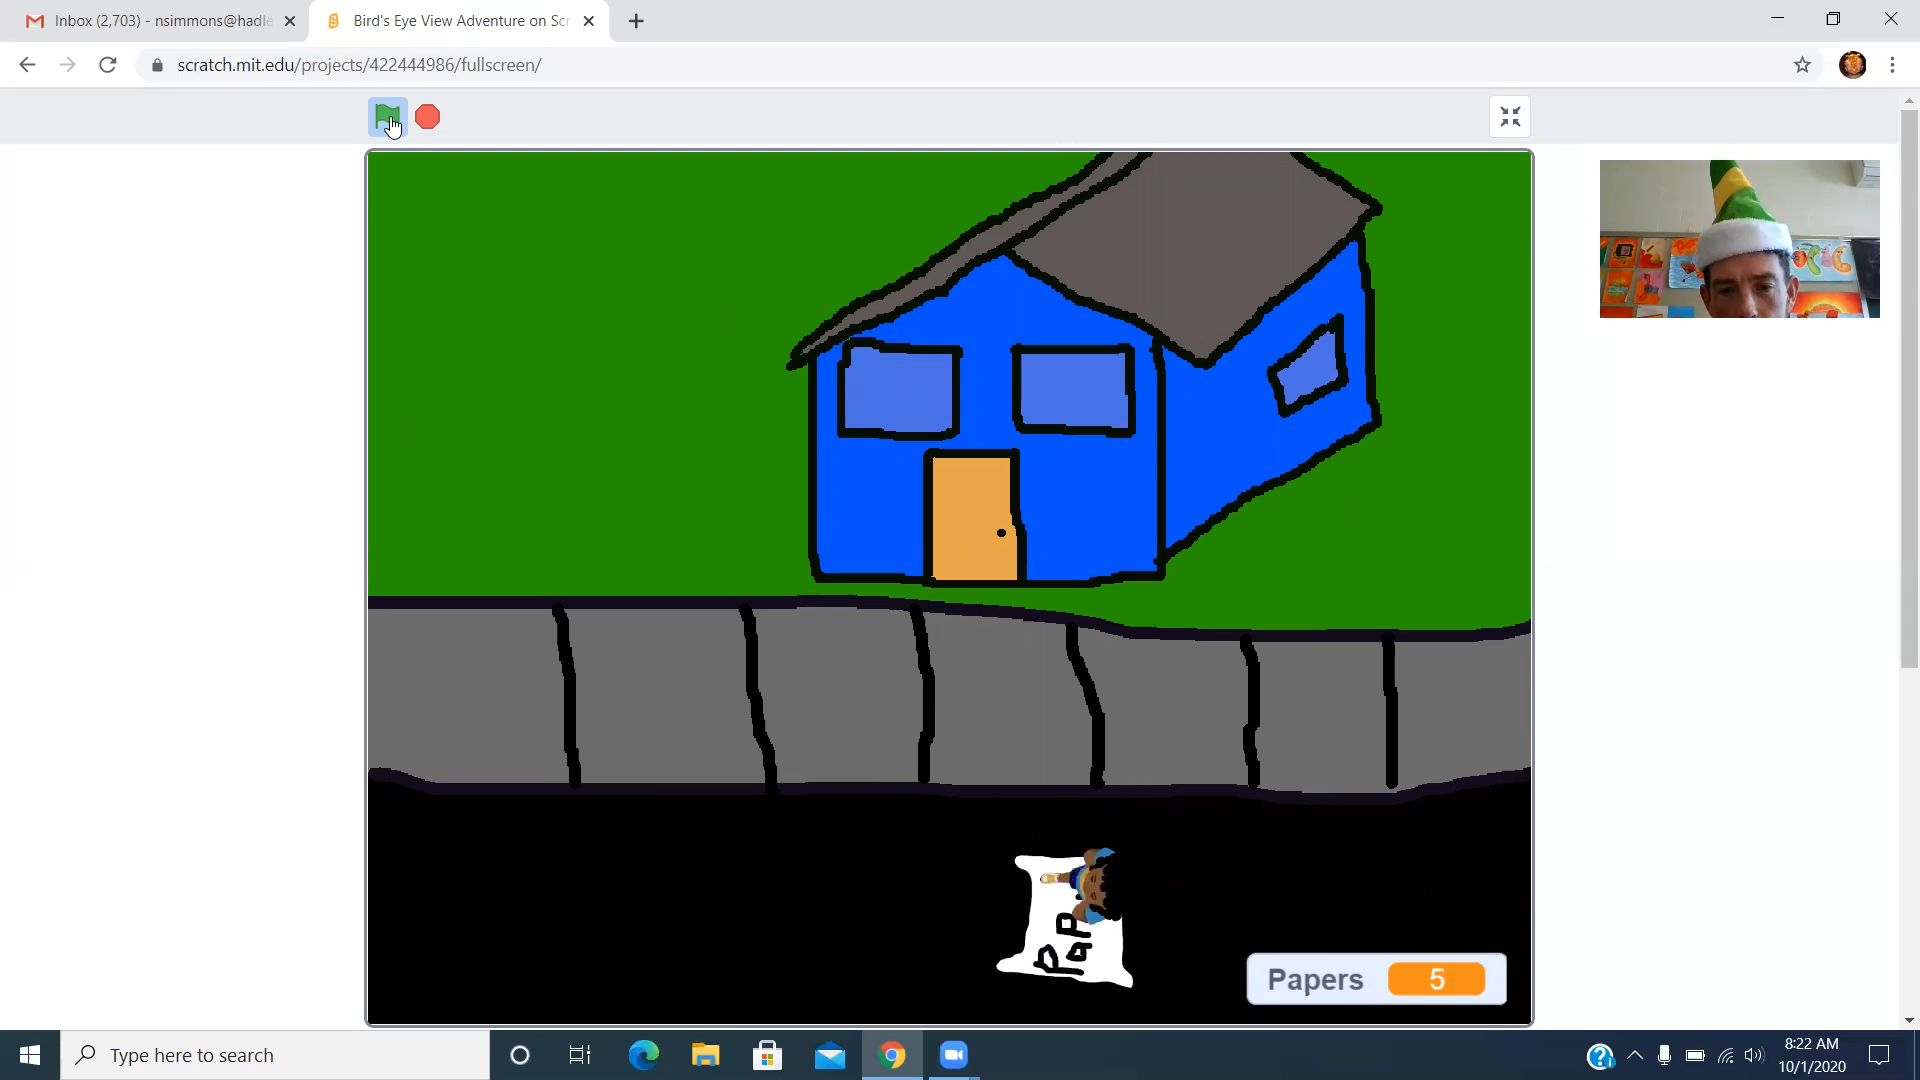 Inbox (2,703) - nsimmons@hadle
Bird's Eye View Adventure on Scr
scratch.mit.edu/projects/422444986/fullscreen/
Pap
Papers 5
Type here to search
8:22 AM
10/1/2020